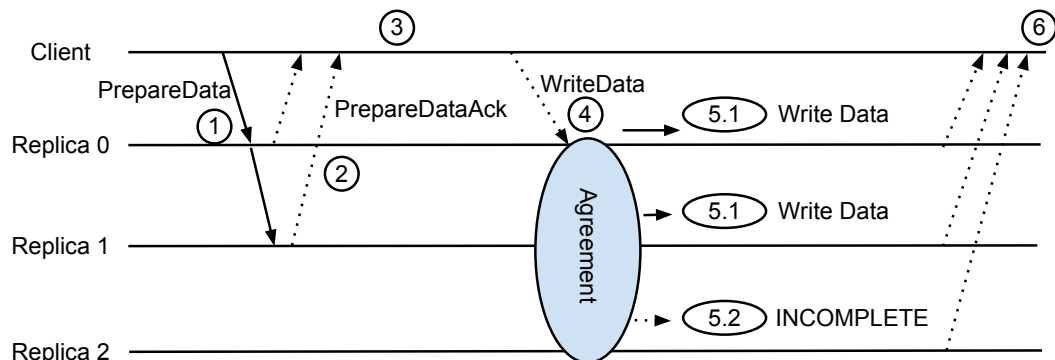 3
6
Client
PrepareData
WriteData
PrepareDataAck
1
4
5.1 Write Data
Replica 0
2
Agreement
5.1 Write Data
Replica 1
5.2 INCOMPLETE
Replica 2